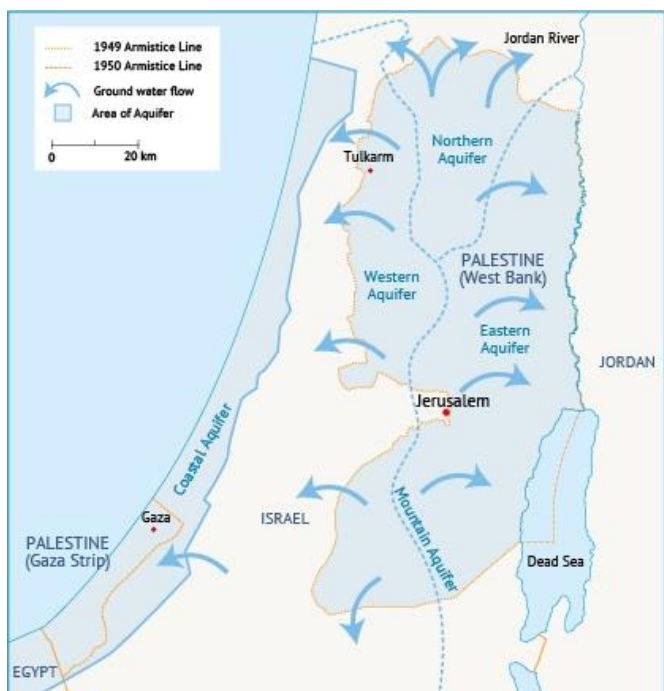 1949 Armistice Line
1950 Armistice Line
Ground water flow
Area of Aquifer
0
20 km
Jordan River
Northern
Aquifer
Tulkarm
PALESTINE
(West Bank)
Western
Aquifer
Eastern
Aquifer
JORDAN
Jerusalem
Coastal Aquifer
Mountain Aquifer
Gaza
ISRAEL
PALESTINE
(Gaza Strip)
Dead Sea
EGYPT